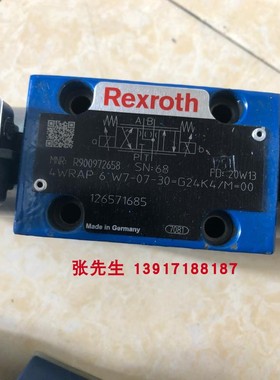 Rexroth
A B
P T
MNR: R900972658 SN:68 FD: 20W13
4WRAP 6 W7-07-30-G24K4/M=00
126571685
Made in Germany 7081
张先生 13917188187